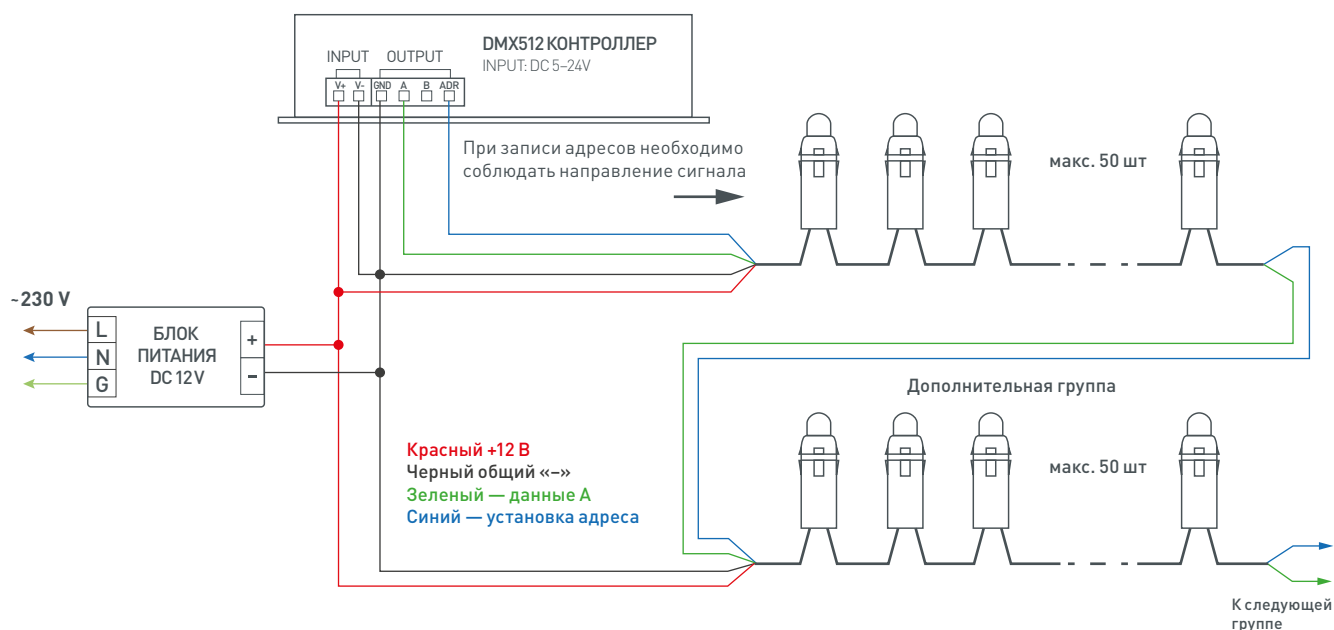 DMX512 КОНТРОЛЛЕР
INPUT: DC 5–24V
INPUT OUTPUT
V+ V- GND A B ADR
При записи адресов необходимо
соблюдать направление сигнала
макс. 50 шт
~230 V
L
N
G
БЛОК
ПИТАНИЯ
DC 12 V
+
–
Дополнительная группа
Красный +12 В
Черный общий «–»
Зеленый — данные А
Синий — установка адреса
макс. 50 шт
К следующей
группе